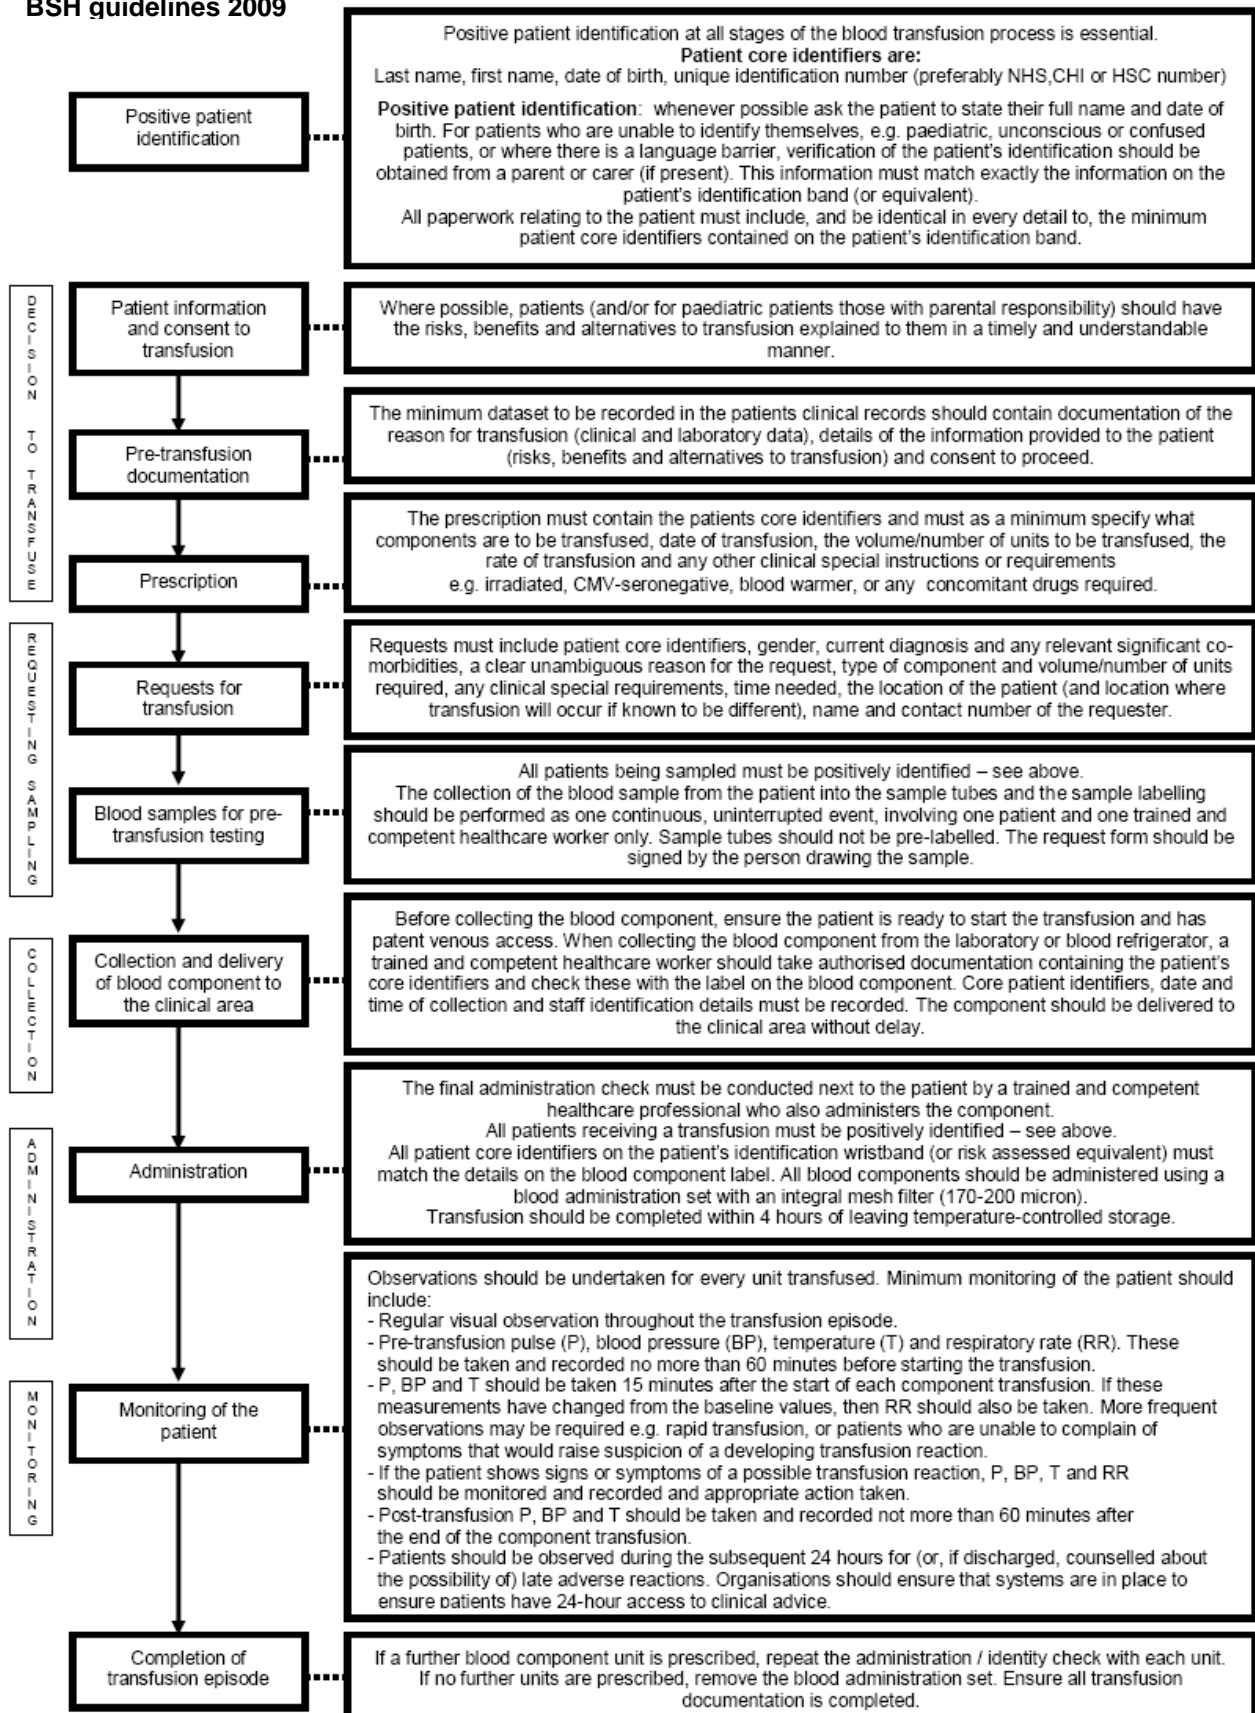 BSH guidelines 2009
Positive patient
identification
Positive patient identification at all stages of the blood transfusion process is essential.
Patient core identifiers are:
Last name, first name, date of birth, unique identification number (preferably NHS,CHI or HSC number)
Positive patient identification: whenever possible ask the patient to state their full name and date of
birth. For patients who are unable to identify themselves, e.g. paediatric, unconscious or confused
patients, or where there is a language barrier, verification of the patient's identification should be
obtained from a parent or carer (if present). This information must match exactly the information on the
patient's identification band (or equivalent).
All paperwork relating to the patient must include, and be identical in every detail to, the minimum
patient core identifiers contained on the patient's identification band.
DECISION TO TRANSFUSE
Patient information
and consent to
transfusion
Where possible, patients (and/or for paediatric patients those with parental responsibility) should have
the risks, benefits and alternatives to transfusion explained to them in a timely and understandable
manner.
Pre-transfusion
documentation
The minimum dataset to be recorded in the patients clinical records should contain documentation of the
reason for transfusion (clinical and laboratory data), details of the information provided to the patient
(risks, benefits and alternatives to transfusion) and consent to proceed.
Prescription
The prescription must contain the patients core identifiers and must as a minimum specify what
components are to be transfused, date of transfusion, the volume/number of units to be transfused, the
rate of transfusion and any other clinical special instructions or requirements
e.g. irradiated, CMV-seronegative, blood warmer, or any concomitant drugs required.
REQUESTING SAMPLING
Requests for
transfusion
Requests must include patient core identifiers, gender, current diagnosis and any relevant significant co-
morbidities, a clear unambiguous reason for the request, type of component and volume/number of units
required, any clinical special requirements, time needed, the location of the patient (and location where
transfusion will occur if known to be different), name and contact number of the requester.
Blood samples for pre-
transfusion testing
All patients being sampled must be positively identified – see above.
The collection of the blood sample from the patient into the sample tubes and the sample labelling
should be performed as one continuous, uninterrupted event, involving one patient and one trained and
competent healthcare worker only. Sample tubes should not be pre-labelled. The request form should be
signed by the person drawing the sample.
COLLECTION
Collection and delivery
of blood component to
the clinical area
Before collecting the blood component, ensure the patient is ready to start the transfusion and has
patent venous access. When collecting the blood component from the laboratory or blood refrigerator, a
trained and competent healthcare worker should take authorised documentation containing the patient's
core identifiers and check these with the label on the blood component. Core patient identifiers, date and
time of collection and staff identification details must be recorded. The component should be delivered to
the clinical area without delay.
ADMINISTRATION
Administration
The final administration check must be conducted next to the patient by a trained and competent
healthcare professional who also administers the component.
All patients receiving a transfusion must be positively identified – see above.
All patient core identifiers on the patient's identification wristband (or risk assessed equivalent) must
match the details on the blood component label. All blood components should be administered using a
blood administration set with an integral mesh filter (170-200 micron).
Transfusion should be completed within 4 hours of leaving temperature-controlled storage.
MONITORING
Monitoring of the
patient
Observations should be undertaken for every unit transfused. Minimum monitoring of the patient should
include:
- Regular visual observation throughout the transfusion episode.
- Pre-transfusion pulse (P), blood pressure (BP), temperature (T) and respiratory rate (RR). These
should be taken and recorded no more than 60 minutes before starting the transfusion.
- P, BP and T should be taken 15 minutes after the start of each component transfusion. If these
measurements have changed from the baseline values, then RR should also be taken. More frequent
observations may be required e.g. rapid transfusion, or patients who are unable to complain of
symptoms that would raise suspicion of a developing transfusion reaction.
- If the patient shows signs or symptoms of a possible transfusion reaction, P, BP, T and RR
should be monitored and recorded and appropriate action taken.
- Post-transfusion P, BP and T should be taken and recorded not more than 60 minutes after
the end of the component transfusion.
- Patients should be observed during the subsequent 24 hours for (or, if discharged, counselled about
the possibility of) late adverse reactions. Organisations should ensure that systems are in place to
ensure patients have 24-hour access to clinical advice.
Completion of
transfusion episode
If a further blood component unit is prescribed, repeat the administration / identity check with each unit.
If no further units are prescribed, remove the blood administration set. Ensure all transfusion
documentation is completed.